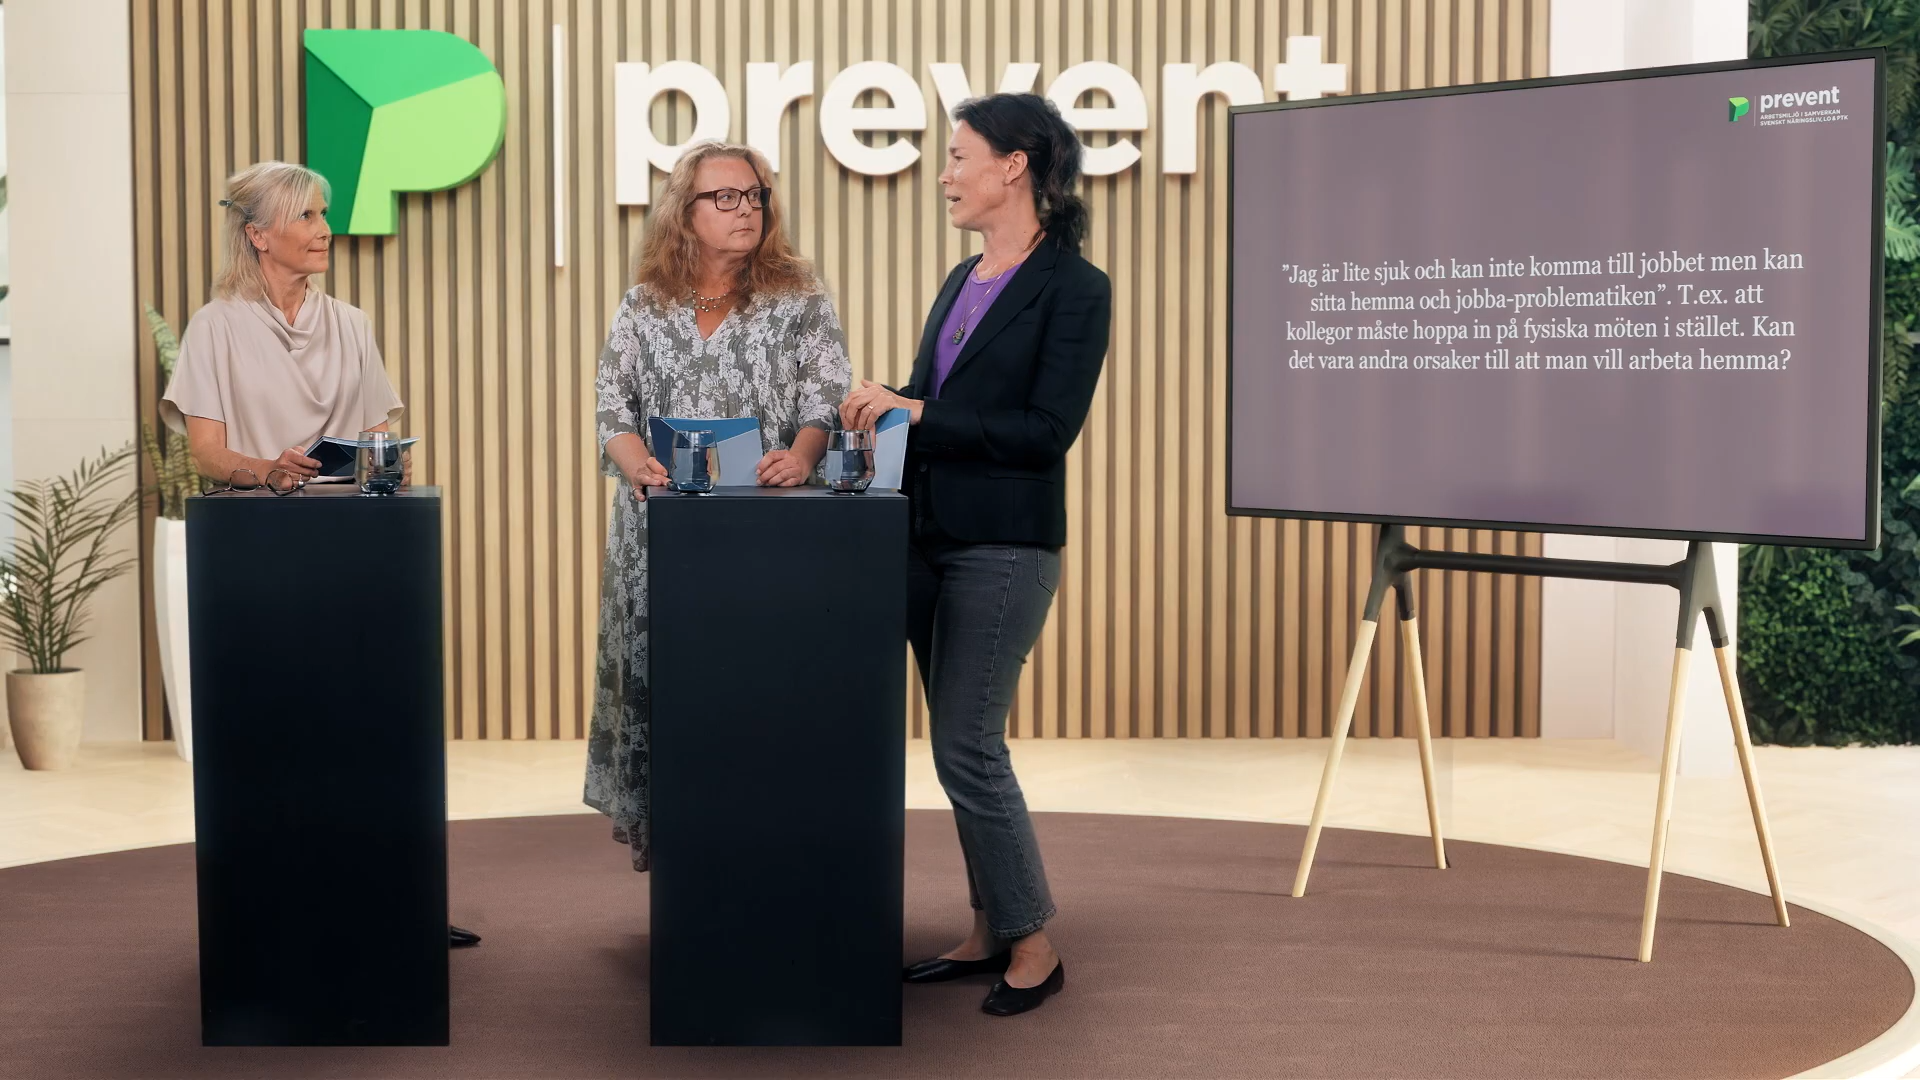 prevent
prevent
ARBETSMILJÖ I SAMVERKAN
SVENSKT NÄRINGSLIV, LO & PTK
”Jag är lite sjuk och kan inte komma till jobbet men kan
sitta hemma och jobba-problematiken”. T.ex. att
kollegor måste hoppa in på fysiska möten i stället. Kan
det vara andra orsaker till att man vill arbeta hemma?